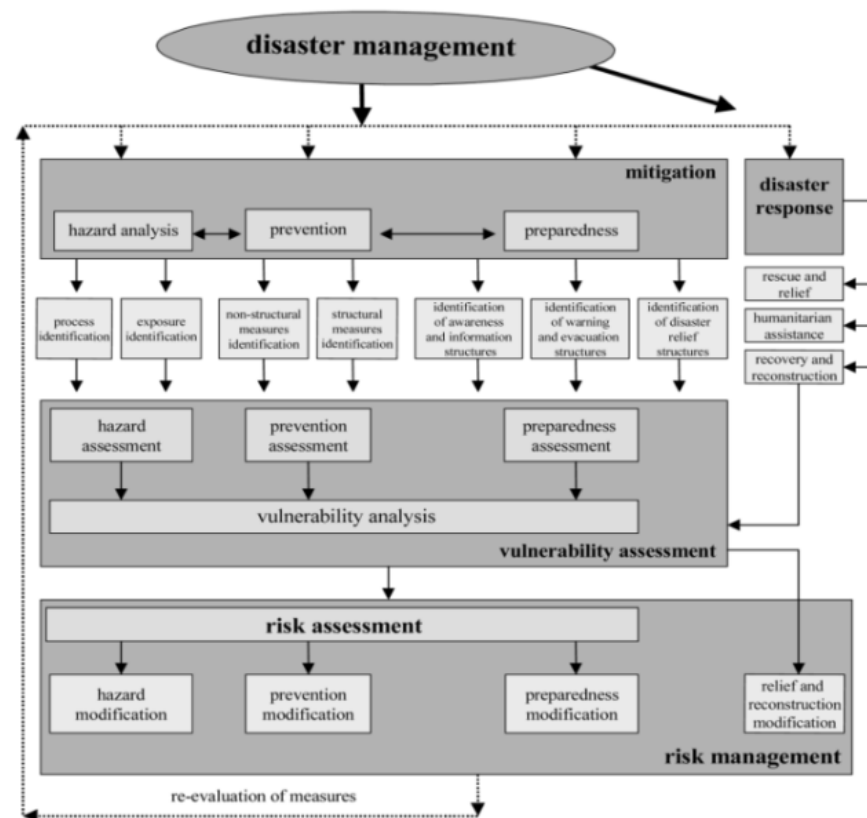 disaster management
mitigation
disaster
response
hazard analysis
prevention
preparedness
rescue and
relief
humanitarian
assistance
recovery and
reconstruction
process
identification
exposure
identification
non-structural
measures
identification
structural
measures
identification
identification
of awareness
and information
structures
identification
of warning
and evacuation
structures
identification
of disaster
relief
structures
hazard
assessment
prevention
assessment
preparedness
assessment
vulnerability analysis
vulnerability assessment
risk assessment
hazard
modification
prevention
modification
preparedness
modification
relief and
reconstruction
modification
risk management
re-evaluation of measures